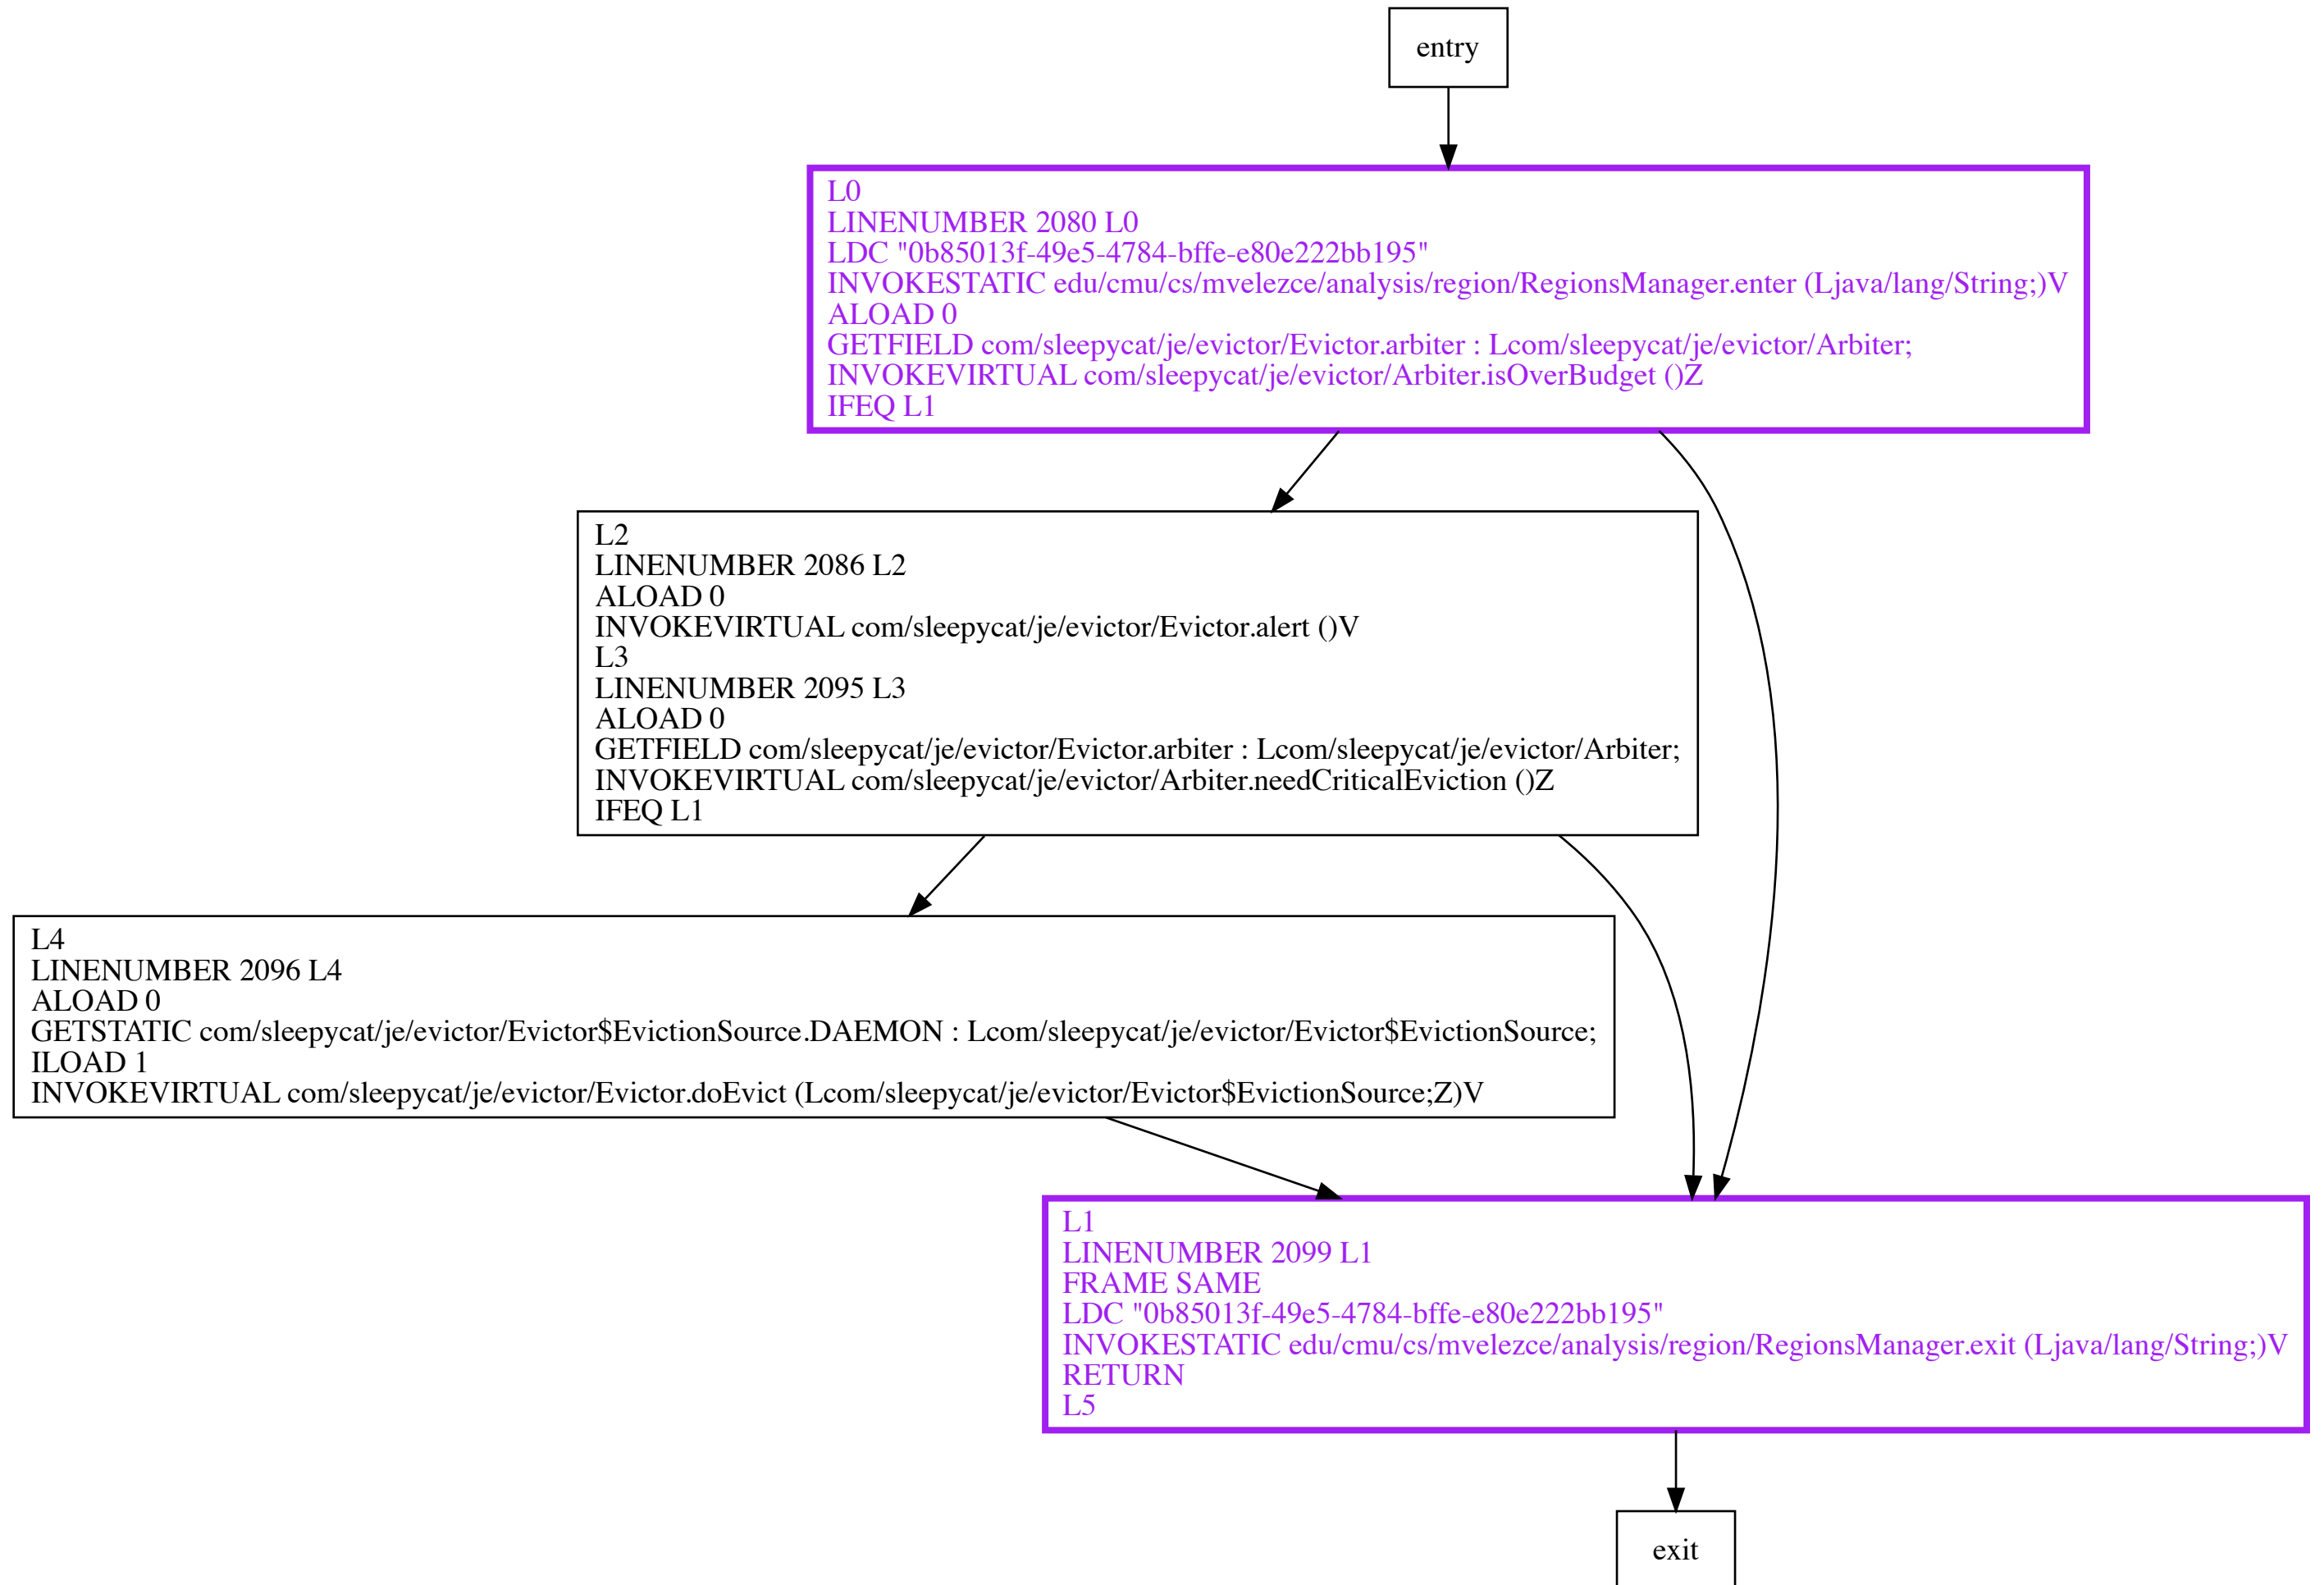 entry
L0
LINENUMBER 2080 L0
LDC "0b85013f-49e5-4784-bffe-e80e222bb195"
INVOKESTATIC edu/cmu/cs/mvelezce/analysis/region/RegionsManager.enter (Ljava/lang/String;)V
ALOAD 0
GETFIELD com/sleepycat/je/evictor/Evictor.arbiter : Lcom/sleepycat/je/evictor/Arbiter;
INVOKEVIRTUAL com/sleepycat/je/evictor/Arbiter.isOverBudget ()Z
IFEQ L1
L2
LINENUMBER 2086 L2
ALOAD 0
INVOKEVIRTUAL com/sleepycat/je/evictor/Evictor.alert ()V
L3
LINENUMBER 2095 L3
ALOAD 0
GETFIELD com/sleepycat/je/evictor/Evictor.arbiter : Lcom/sleepycat/je/evictor/Arbiter;
INVOKEVIRTUAL com/sleepycat/je/evictor/Arbiter.needCriticalEviction ()Z
IFEQ L1
L4
LINENUMBER 2096 L4
ALOAD 0
GETSTATIC com/sleepycat/je/evictor/Evictor$EvictionSource.DAEMON : Lcom/sleepycat/je/evictor/Evictor$EvictionSource;
ILOAD 1
INVOKEVIRTUAL com/sleepycat/je/evictor/Evictor.doEvict (Lcom/sleepycat/je/evictor/Evictor$EvictionSource;Z)V
L1
LINENUMBER 2099 L1
FRAME SAME
LDC "0b85013f-49e5-4784-bffe-e80e222bb195"
INVOKESTATIC edu/cmu/cs/mvelezce/analysis/region/RegionsManager.exit (Ljava/lang/String;)V
RETURN
L5
exit